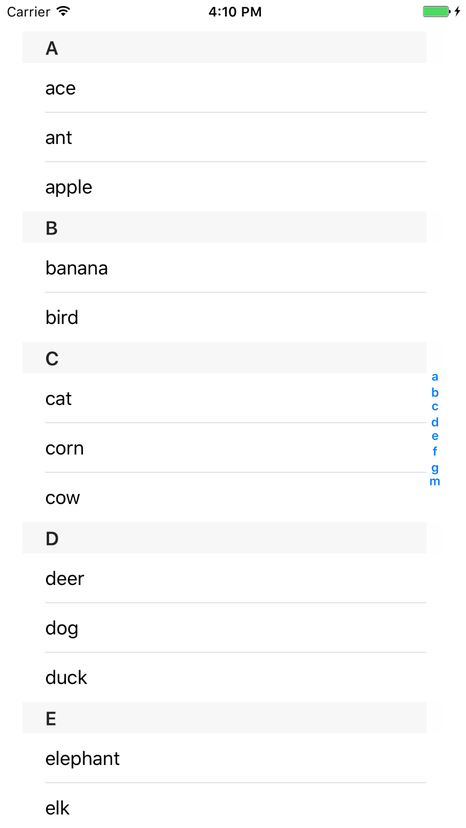 Carrier 4:10 PM
A
ace
ant
apple
B
banana
bird
C
cat
corn
cow
D
deer
dog
duck
E
elephant
elk
a
b
c
d
e
f
g
m